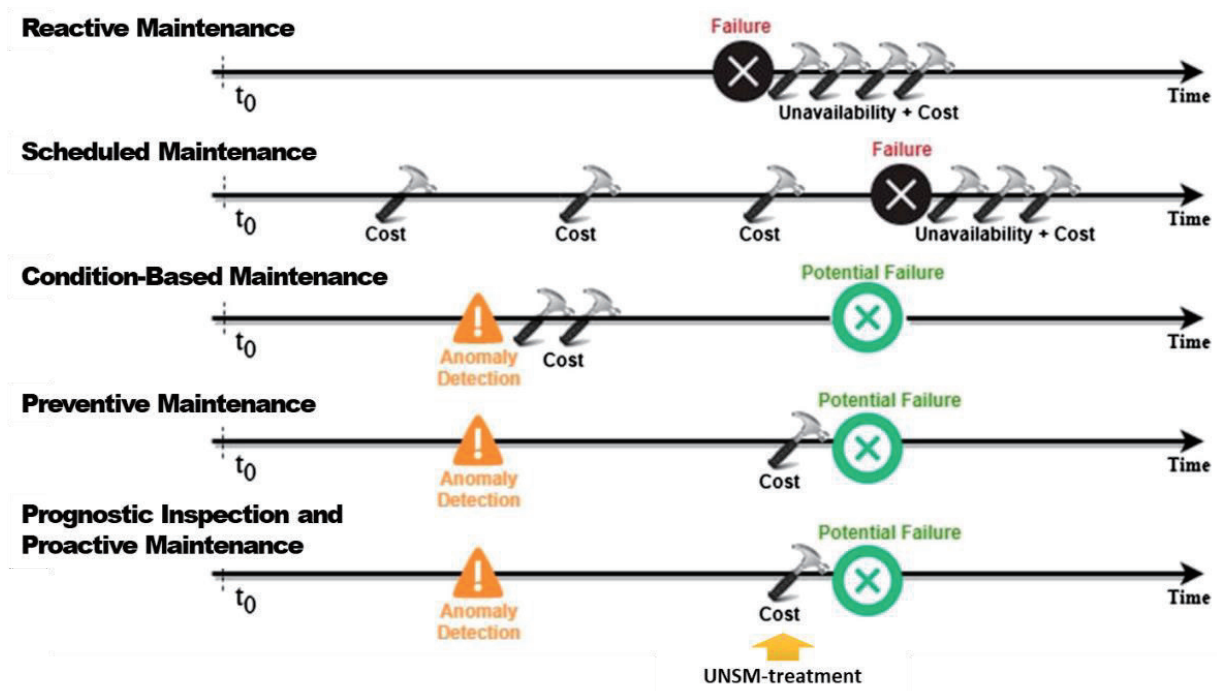 Reactive Maintenance
Failure
t0
Unavailability + Cost
Time
Scheduled Maintenance
Failure
t0
Cost
Cost
Cost
Unavailability + Cost
Time
Condition-Based Maintenance
Potential Failure
t0
Anomaly
Detection
Cost
Time
Preventive Maintenance
Potential Failure
t0
Anomaly
Detection
Cost
Time
Prognostic Inspection and
Proactive Maintenance
Potential Failure
t0
Anomaly
Detection
Cost
Time
UNSM-treatment